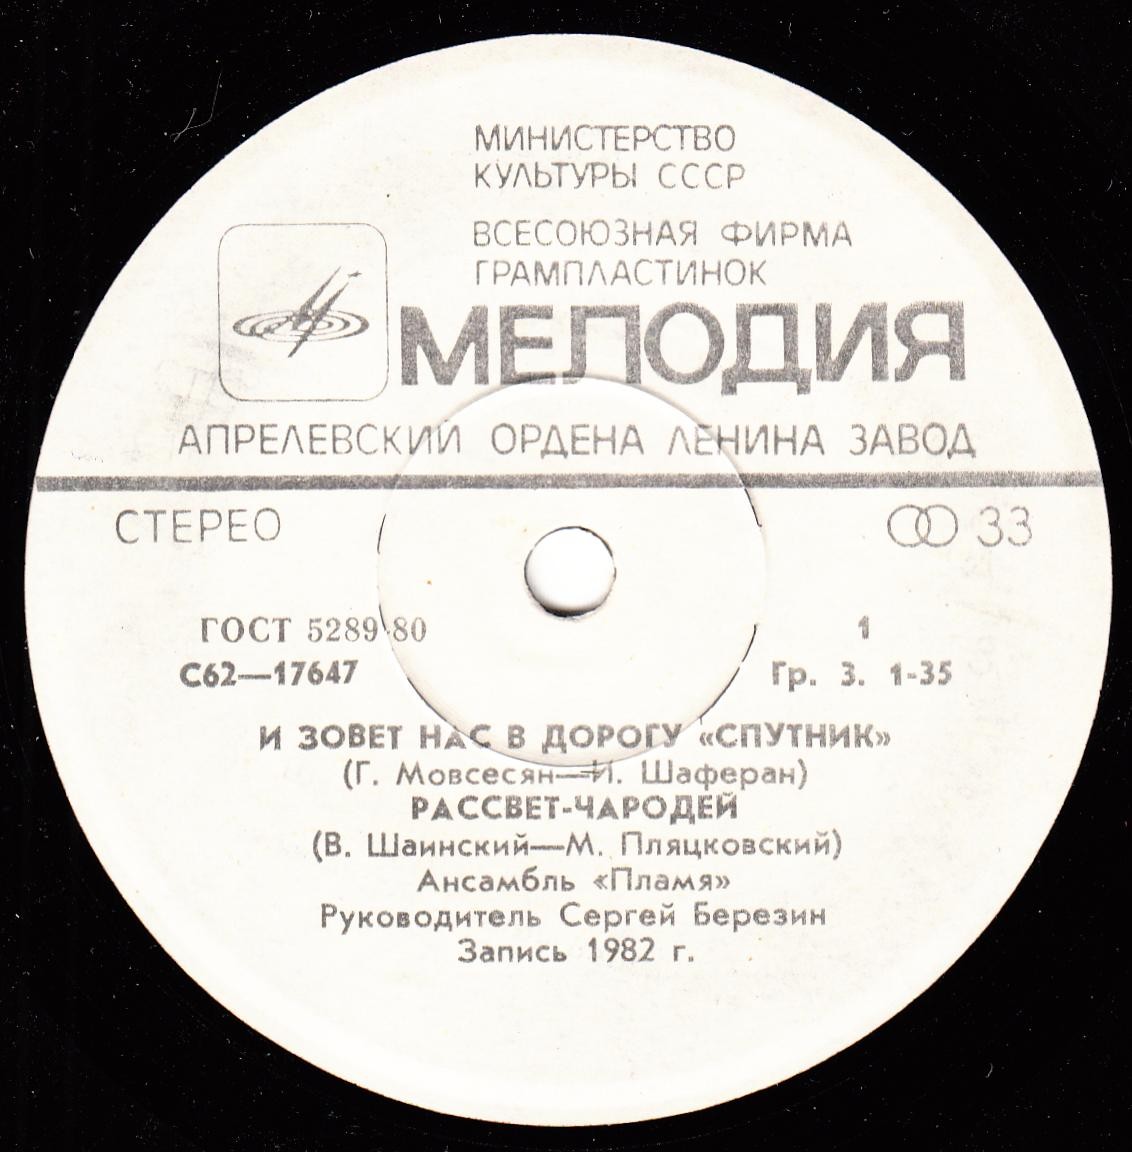 МИНИСТЕРСТВО
КУЛЬТУРЫ СССР
ВСЕСОЮЗНАЯ ФИРМА
ГРАМПЛАСТИНОК
МЕЛОДИЯ
АПРЕЛЕВСКИЙ ОРДЕНА ЛЕНИНА ЗАВОД
СТЕРЕО 33
ГОСТ 5289-80 1
С62—17647 Гр. 3. 1-35
И ЗОВЕТ НАС В ДОРОГУ «СПУТНИК»
(Г. Мовсесян—И. Шаферан)
РАССВЕТ-ЧАРОДЕЙ
(В. Шаинский—М. Пляцковский)
Ансамбль «Пламя»
Руководитель Сергей Березин
Запись 1982 г.